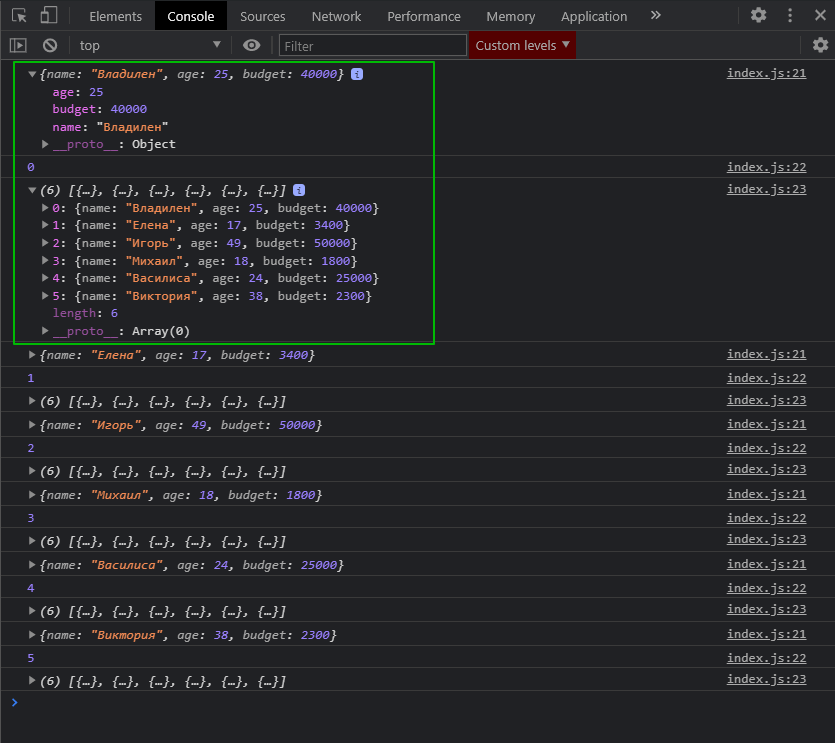 Elements Console Sources Network Performance Memory Application »
top Filter Custom levels
{name: "Владилен", age: 25, budget: 40000} i index.js:21
age: 25
budget: 40000
name: "Владилен"
__proto__: Object
0 index.js:22
(6) [{…}, {…}, {…}, {…}, {…}, {…}] i index.js:23
0: {name: "Владилен", age: 25, budget: 40000}
1: {name: "Елена", age: 17, budget: 3400}
2: {name: "Игорь", age: 49, budget: 50000}
3: {name: "Михаил", age: 18, budget: 1800}
4: {name: "Василиса", age: 24, budget: 25000}
5: {name: "Виктория", age: 38, budget: 2300}
length: 6
__proto__: Array(0)
{name: "Елена", age: 17, budget: 3400} index.js:21
1 index.js:22
(6) [{…}, {…}, {…}, {…}, {…}, {…}] index.js:23
{name: "Игорь", age: 49, budget: 50000} index.js:21
2 index.js:22
(6) [{…}, {…}, {…}, {…}, {…}, {…}] index.js:23
{name: "Михаил", age: 18, budget: 1800} index.js:21
3 index.js:22
(6) [{…}, {…}, {…}, {…}, {…}, {…}] index.js:23
{name: "Василиса", age: 24, budget: 25000} index.js:21
4 index.js:22
(6) [{…}, {…}, {…}, {…}, {…}, {…}] index.js:23
{name: "Виктория", age: 38, budget: 2300} index.js:21
5 index.js:22
(6) [{…}, {…}, {…}, {…}, {…}, {…}] index.js:23